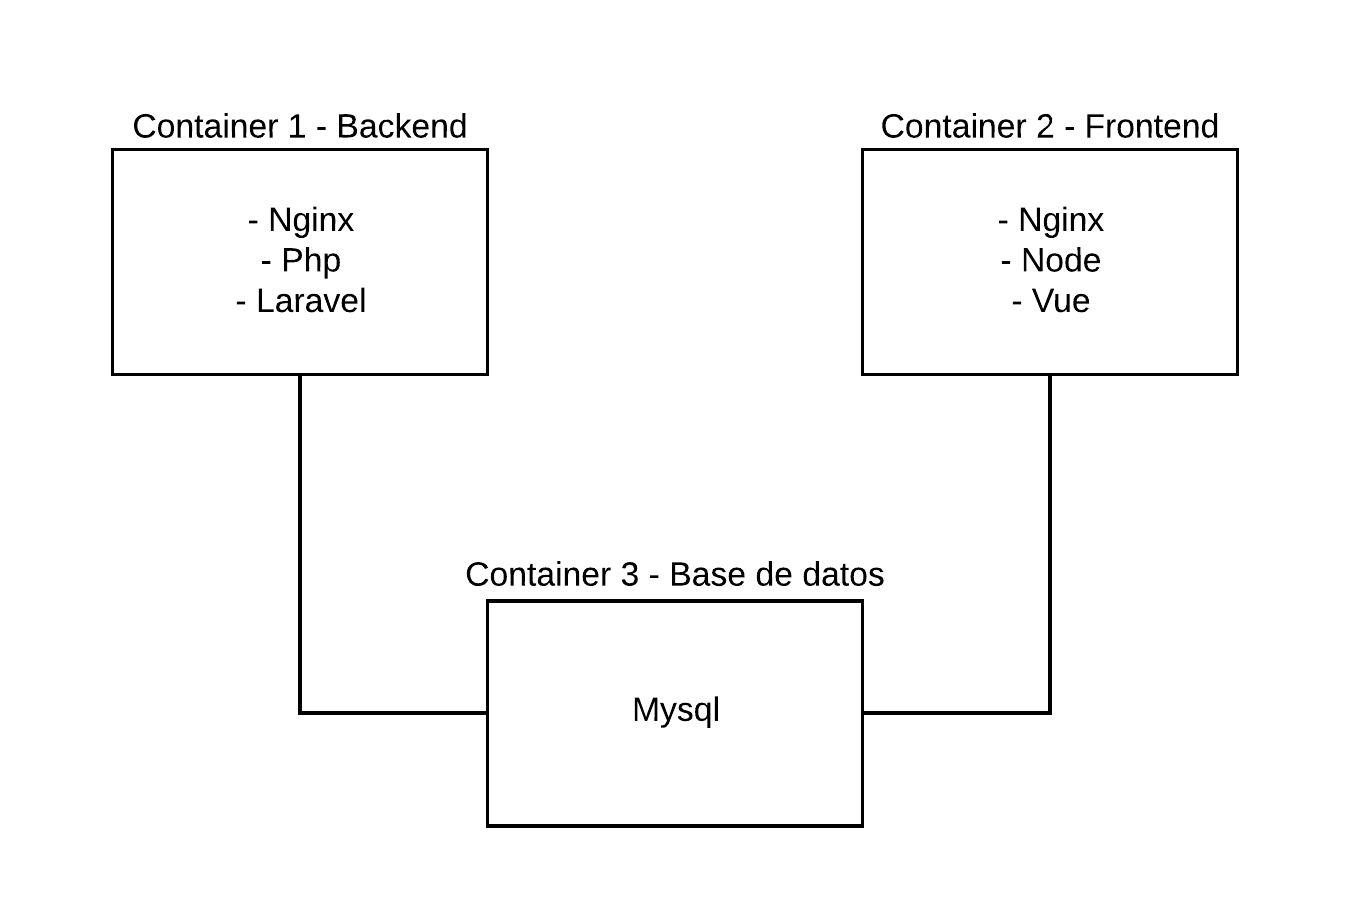 Container 1 - Backend
- Nginx
- Php
- Laravel
Container 2 - Frontend
- Nginx
- Node
- Vue
Container 3 - Base de datos
Mysql